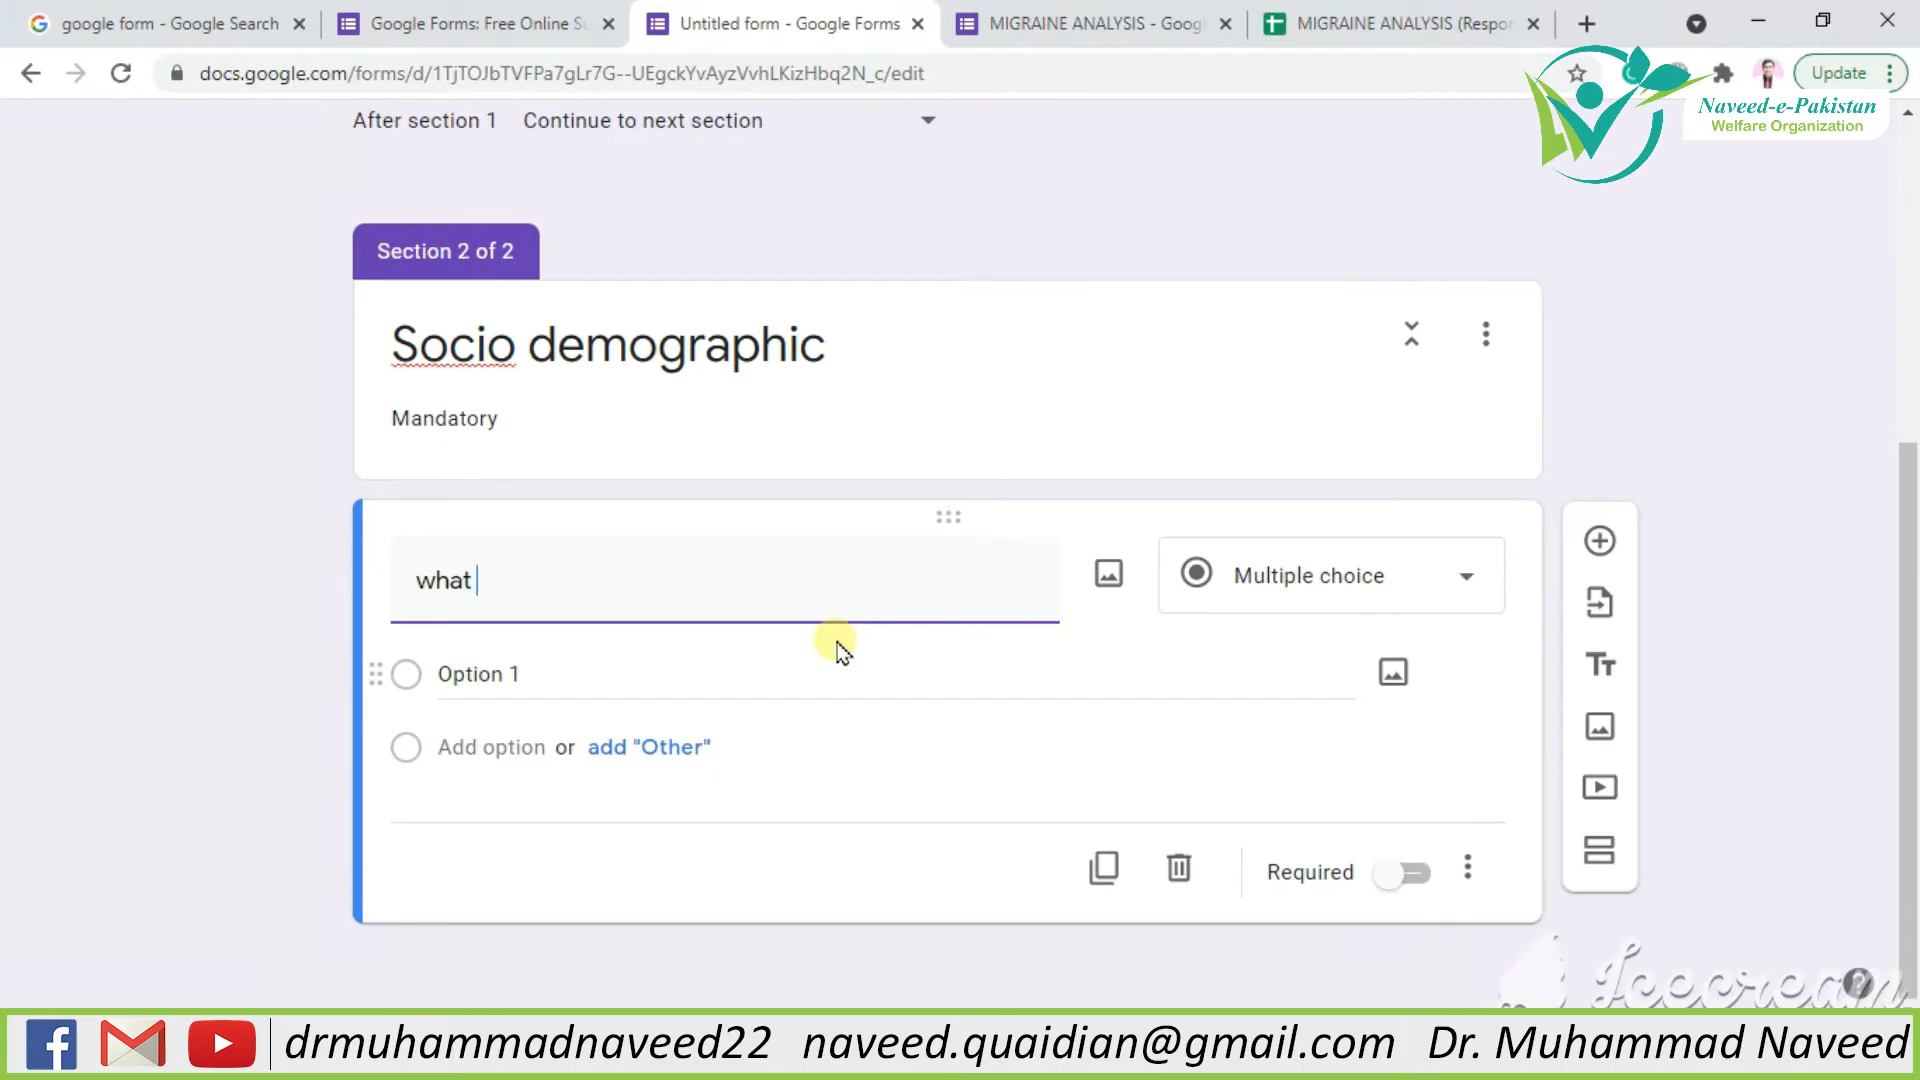 google form - Google Search
Google Forms: Free Online Su
Untitled form - Google Forms
MIGRAINE ANALYSIS - Goog
MIGRAINE ANALYSIS (Respor
docs.google.com/forms/d/1TjTOJbTVFPa7gLr7G--UEgckYvAyzVvhLKizHbq2N_c/edit
Update
Naveed-e-Pakistan
Welfare Organization
After section 1 Continue to next section
Section 2 of 2
Socio demographic
Mandatory
what
Multiple choice
Option 1
Add option or add "Other"
Required
Icecream
drmuhammadnaveed22 naveed.quaidian@gmail.com Dr. Muhammad Naveed